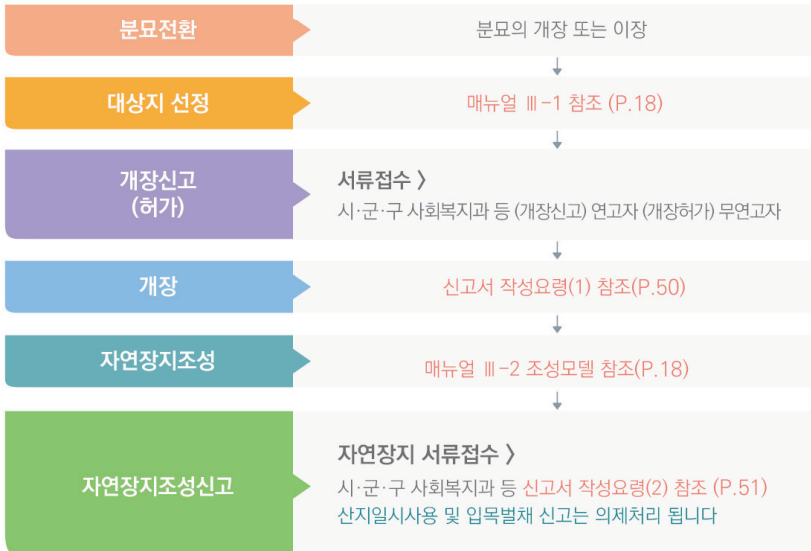 분묘전환
분묘의 개장 또는 이장
대상지 선정
매뉴얼 Ⅲ-1 참조 (P.18)
개장신고
(허가)
서류접수 〉
시·군·구 사회복지과 등 (개장신고) 연고자 (개장허가) 무연고자
개장
신고서 작성요령(1) 참조(P.50)
자연장지조성
매뉴얼 Ⅲ-2 조성모델 참조(P.18)
자연장지조성신고
자연장지 서류접수 〉
시·군·구 사회복지과 등 신고서 작성요령(2) 참조 (P.51)
산지일시사용 및 입목벌채 신고는 의제처리 됩니다